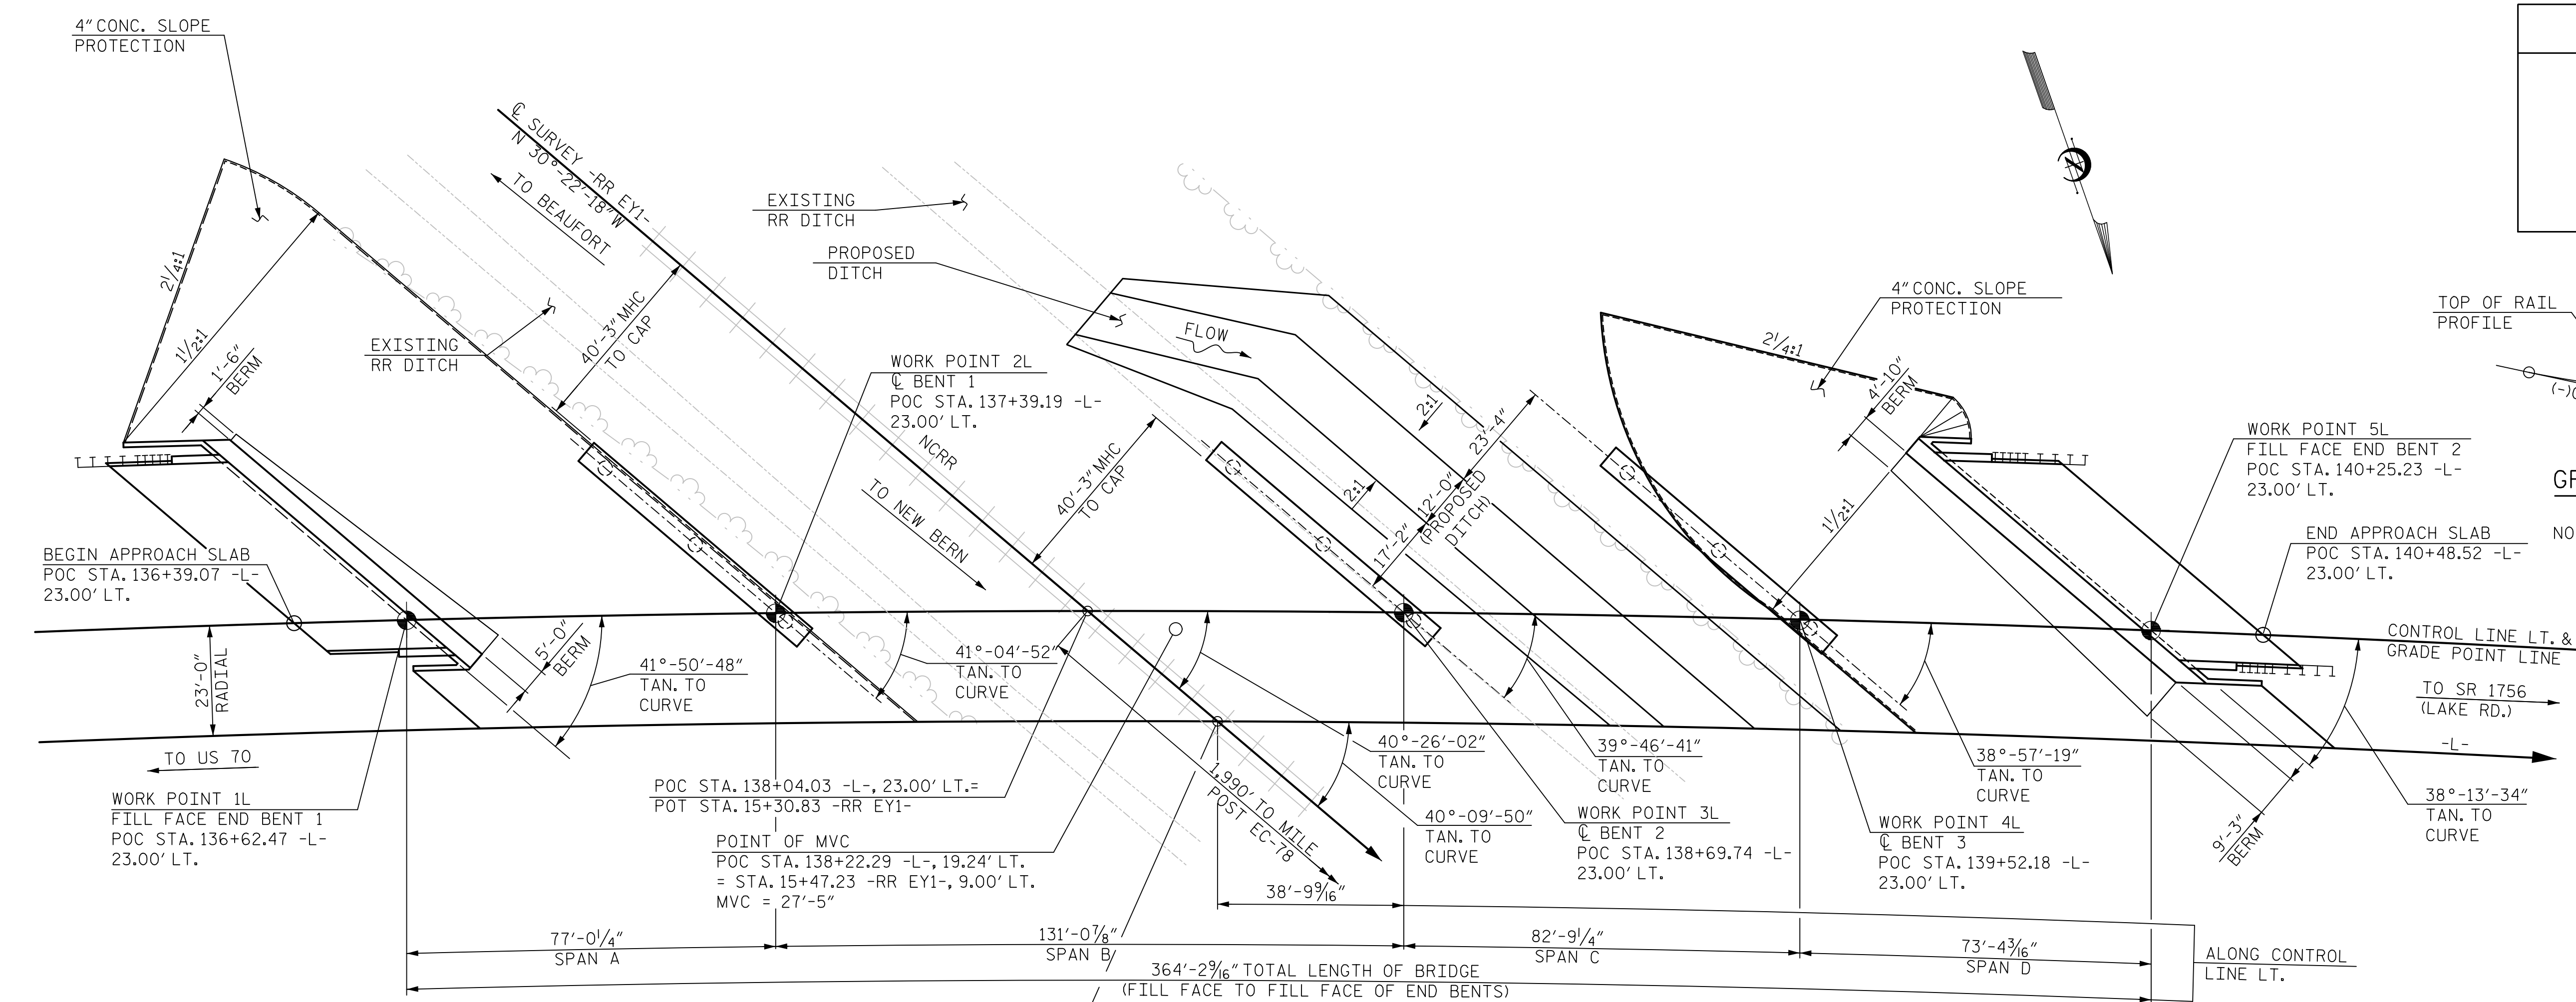 4" CONC. SLOPE
PROTECTION
℄ SURVEY -RR EY1-
N 30°-22'-18" W
TO BEAUFORT
EXISTING
RR DITCH
PROPOSED
DITCH
FLOW
2¼:1
1½:1
1'-6"
BERM
EXISTING
RR DITCH
40'-3" MHC
TO CAP
WORK POINT 2L
℄ BENT 1
POC STA. 137+39.19 -L-
23.00' LT.
NCRR
TO NEW BERN
40'-3" MHC
TO CAP
2:1
2:1
23'-4"
12'-0"
(PROPOSED
DITCH)
17'-2"
4" CONC. SLOPE
PROTECTION
2¼:1
4'-10"
BERM
1½:1
N
TOP OF RAIL
PROFILE
(-)0
GR
NO
WORK POINT 5L
FILL FACE END BENT 2
POC STA. 140+25.23 -L-
23.00' LT.
END APPROACH SLAB
POC STA. 140+48.52 -L-
23.00' LT.
BEGIN APPROACH SLAB
POC STA. 136+39.07 -L-
23.00' LT.
23'-0"
RADIAL
5'-0"
BERM
41°-50'-48"
TAN. TO
CURVE
41°-04'-52"
TAN. TO
CURVE
CONTROL LINE LT. &
GRADE POINT LINE
TO SR 1756
(LAKE RD.)
-L-
TO US 70
WORK POINT 1L
FILL FACE END BENT 1
POC STA. 136+62.47 -L-
23.00' LT.
POC STA. 138+04.03 -L-, 23.00' LT.=
POT STA. 15+30.83 -RR EY1-
POINT OF MVC
POC STA. 138+22.29 -L-, 19.24' LT.
= STA. 15+47.23 -RR EY1-, 9.00' LT.
MVC = 27'-5"
1,990' TO MILE
POST EC-78
40°-26'-02"
TAN. TO
CURVE
40°-09'-50"
TAN. TO
CURVE
39°-46'-41"
TAN. TO
CURVE
WORK POINT 3L
℄ BENT 2
POC STA. 138+69.74 -L-
23.00' LT.
38°-57'-19"
TAN. TO
CURVE
WORK POINT 4L
℄ BENT 3
POC STA. 139+52.18 -L-
23.00' LT.
9'-3"
BERM
38°-13'-34"
TAN. TO
CURVE
38'-9 9/16"
77'-0 1/4"
SPAN A
131'-0 7/8"
SPAN B
82'-9 1/4"
SPAN C
73'-4 3/16"
SPAN D
364'-2 9/16" TOTAL LENGTH OF BRIDGE
(FILL FACE TO FILL FACE OF END BENTS)
ALONG CONTROL
LINE LT.